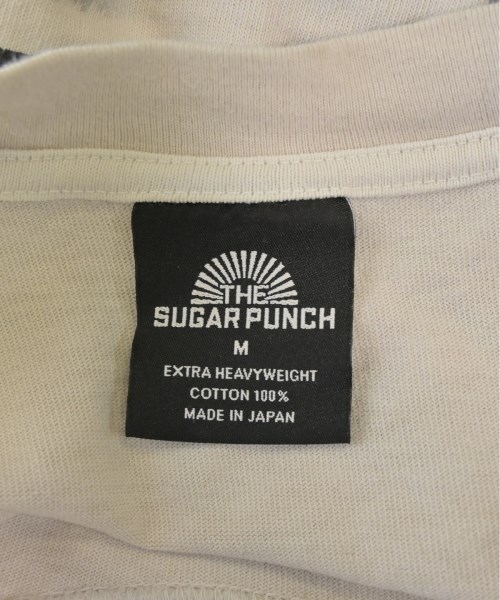 THE
SUGAR PUNCH
M
EXTRA HEAVYWEIGHT
COTTON 100%
MADE IN JAPAN